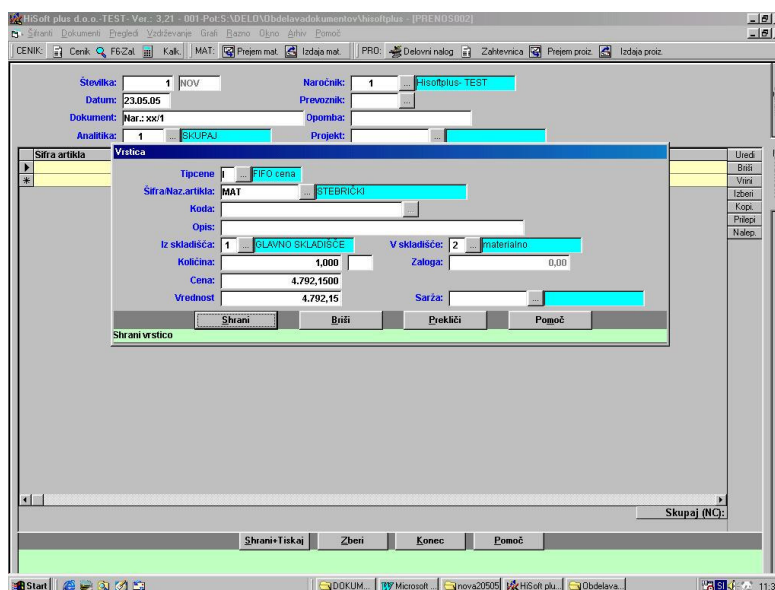 HiSoft plus d.o.o.-TEST- Ver.: 3,21 - 001-Pot:S:\DELO\Obdelavadokumentov\hisoftplus - [PRENOS002]
Šifranti Dokumenti Pregledi Vzdrževanje Grafi Razno Okno Arhiv Pomoč
CENIK: Cenik F6-Zal. Kalk. MAT: Prejem mat. Izdaja mat. PRO: Delovni nalog Zahtevnica Prejem proiz. Izdaja proiz.
Številka: 1 NOV Naročnik: 1 ... Hisoftplus- TEST
Datum: 23.05.05 Prevoznik: ...
Dokument: Nar.: xx/1 Opomba:
Analitika: 1 ... SKUPAJ Projekt: ...
Šifra artikla
Uredi
Briši
Vrini
Izberi
Kopi.
Prilepi
Nalep.
Vrstica
Tipcene I ... FIFO cena
Šifra/Naz.artikla: MAT ... STEBRIČKI
Koda: ...
Opis:
Iz skladišča: 1 ... GLAVNO SKLADIŠČE V skladišče: 2 ... materialno
Količina: 1,000 Zaloga: 0,00
Cena: 4.792,1500
Vrednost 4.792,15 Sarža: ...
Shrani Briši Prekliči Pomoč
Shrani vrstico
Skupaj (NC):
Shrani+Tiskaj Zberi Konec Pomoč
Start DOKUM... Microsoft ... nova20505 HiSoft plu... Obdelava... SI 11:3